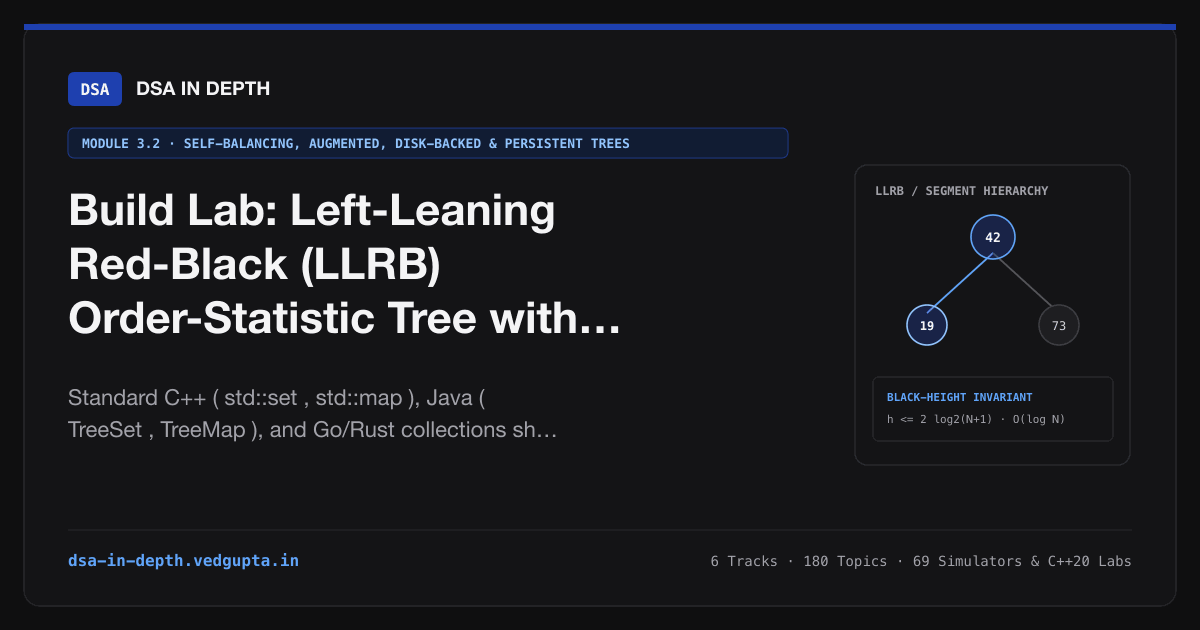 DSA
DSA IN DEPTH
MODULE 3.2 · SELF-BALANCING, AUGMENTED, DISK-BACKED & PERSISTENT TREES
Build Lab: Left-Leaning
Red-Black (LLRB)
Order-Statistic Tree with...
Standard C++ ( std::set , std::map ), Java (
TreeSet , TreeMap ), and Go/Rust collections sh...
LLRB / SEGMENT HIERARCHY
42
19
73
BLACK-HEIGHT INVARIANT
h <= 2 log2(N+1) · O(log N)
dsa-in-depth.vedgupta.in
6 Tracks · 180 Topics · 69 Simulators & C++20 Labs